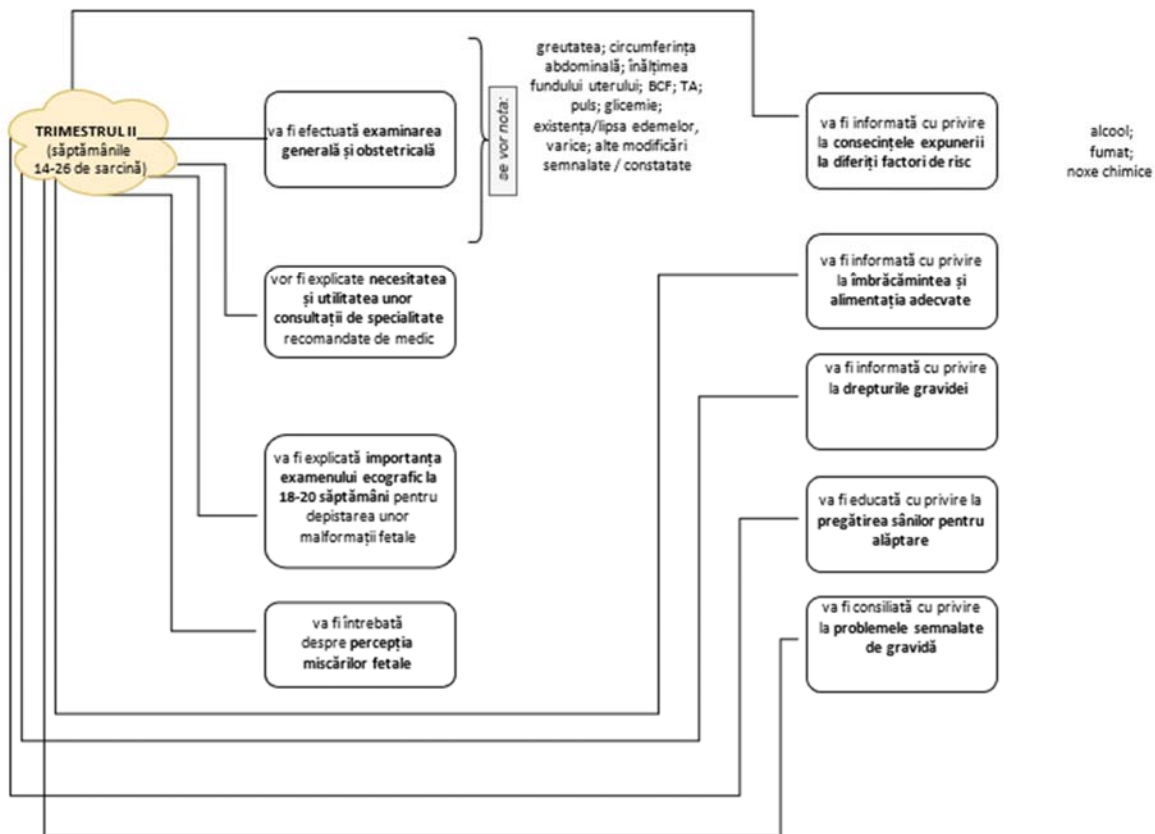 TRIMESTRUL II
(săptămânile
14-26 de sarcină)
va fi efectuată examinarea
generală și obstetricală
se vor nota:
greutatea; circumferința
abdominală; înălțimea
fundului uterului; BCF; TA;
puls; glicemie;
existența/lipsa edemelor,
varice; alte modificări
semnalate / constatate
vor fi explicate necesitatea
și utilitatea unor
consultații de specialitate
recomandate de medic
va fi explicată importanța
examenului ecografic la
18-20 săptămâni pentru
depistarea unor
malformații fetale
va fi întrebată
despre percepția
miscărilor fetale
va fi informată cu privire
la consecințele expunerii
la diferiți factori de risc
alcool;
fumat;
noxe chimice
va fi informată cu privire
la îmbrăcămintea și
alimentația adecvate
va fi informată cu privire
la drepturile gravidei
va fi educată cu privire la
pregătirea sânilor pentru
alăptare
va fi consiliată cu privire
la problemele semnalate
de gravidă